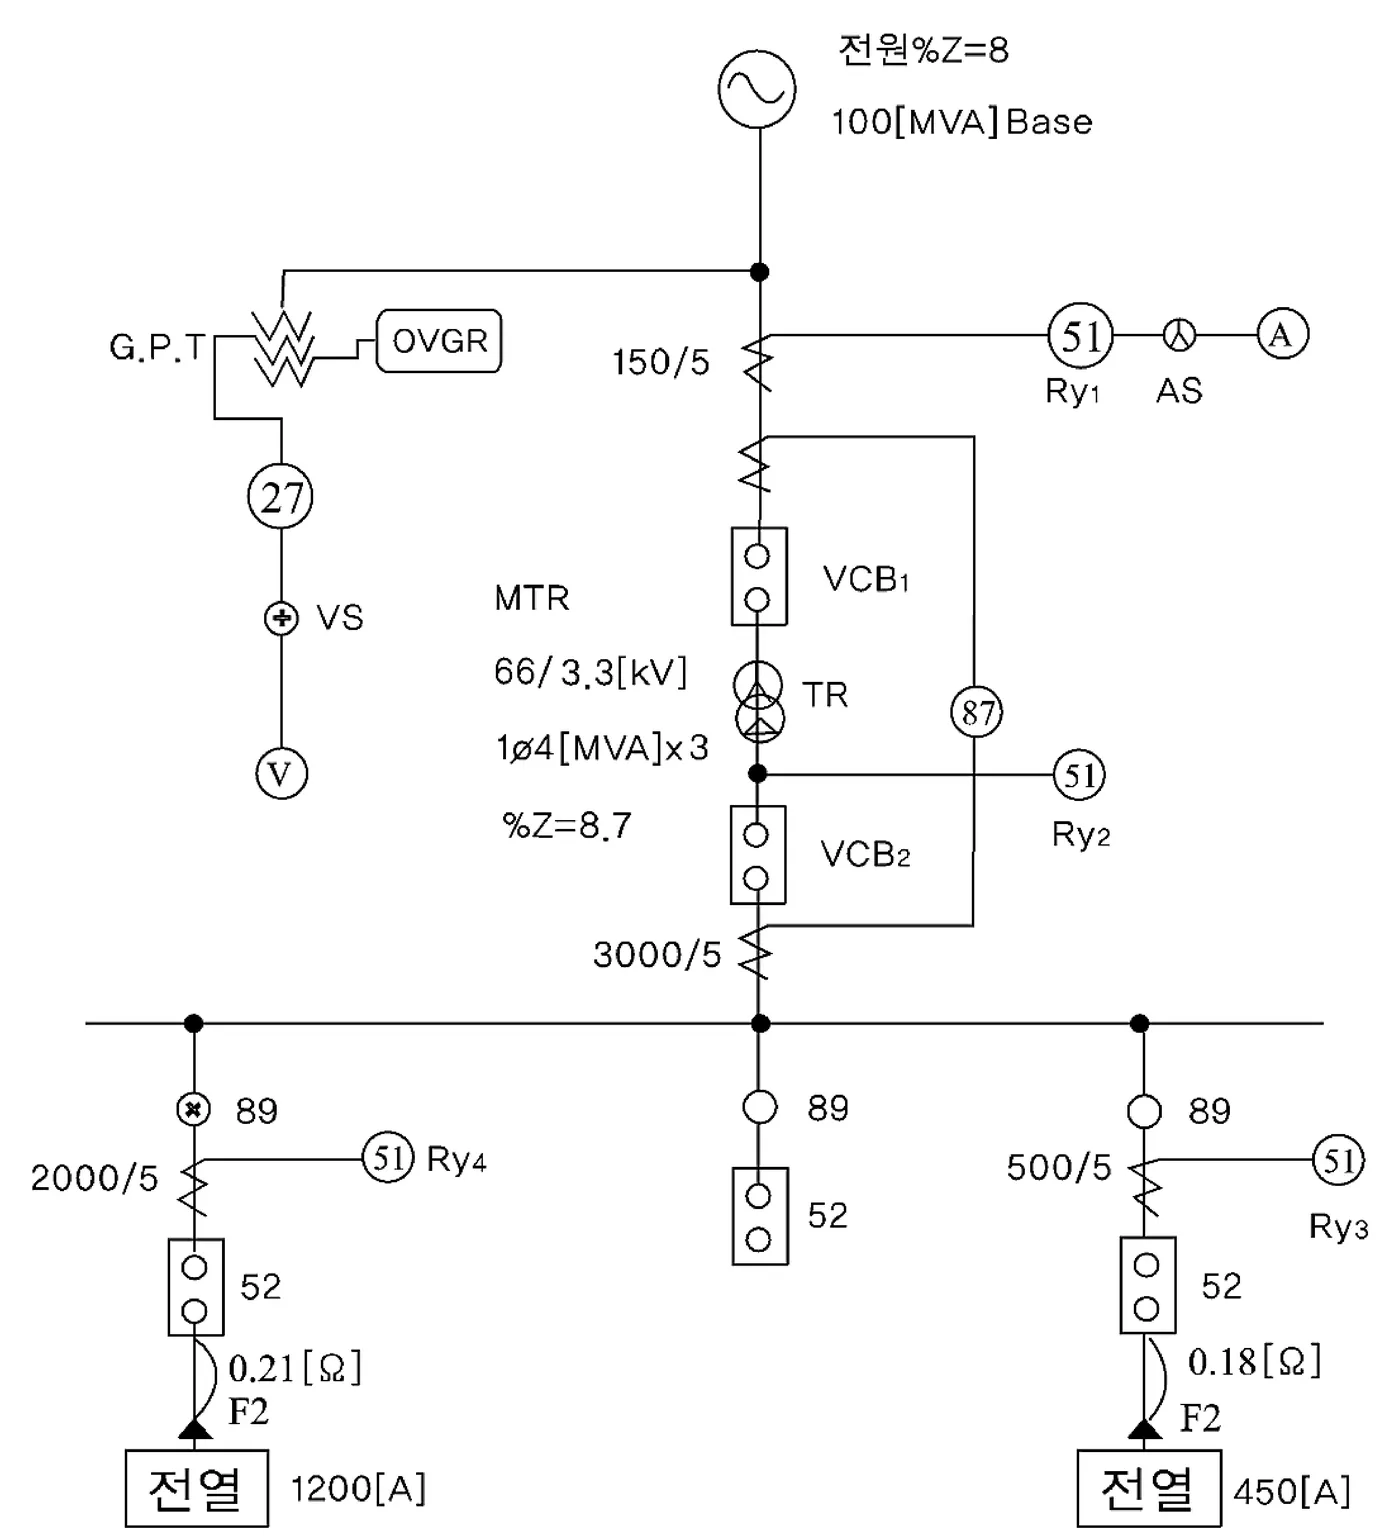 전원%Z=8
100[MVA]Base
G.P.T
OVGR
150/5
51
Ry1
AS
A
27
VS
V
VCB1
MTR
66/3.3[kV]
1ø4[MVA]x3
%Z=8.7
TR
87
51
Ry2
VCB2
3000/5
89
2000/5
51
Ry4
52
0.21[Ω]
F2
전열
1200[A]
89
52
89
500/5
51
Ry3
52
0.18[Ω]
F2
전열
450[A]